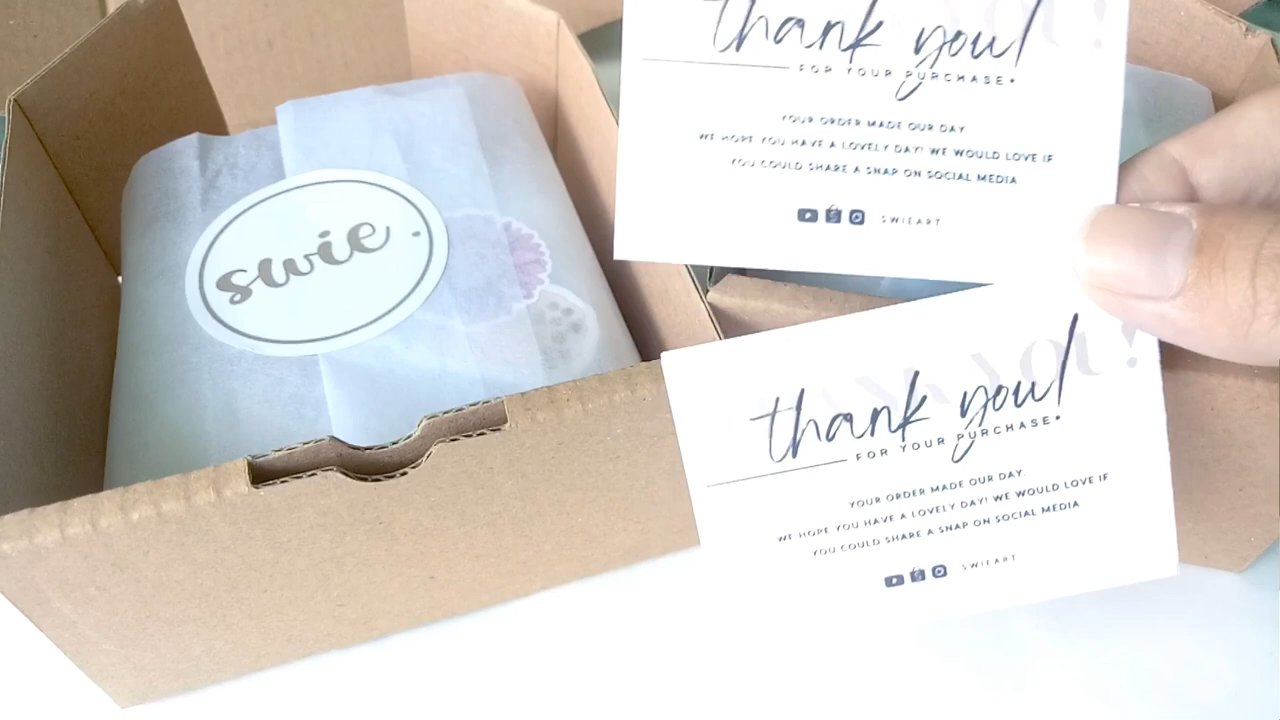 swie.
thank you!
FOR YOUR PURCHASE*
YOUR ORDER MADE OUR DAY
WE HOPE YOU HAVE A LOVELY DAY! WE WOULD LOVE IF
YOU COULD SHARE A SNAP ON SOCIAL MEDIA
SWIEART
thank you!
FOR YOUR PURCHASE*
YOUR ORDER MADE OUR DAY.
WE HOPE YOU HAVE A LOVELY DAY! WE WOULD LOVE IF
YOU COULD SHARE A SNAP ON SOCIAL MEDIA
SWIEART